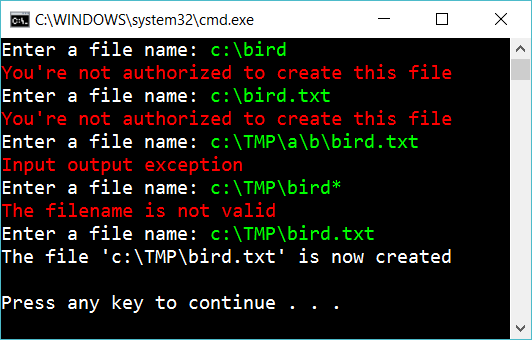 C:\WINDOWS\system32\cmd.exe
Enter a file name: c:\bird
You're not authorized to create this file
Enter a file name: c:\bird.txt
You're not authorized to create this file
Enter a file name: c:\TMP\a\b\bird.txt
Input output exception
Enter a file name: c:\TMP\bird*
The filename is not valid
Enter a file name: c:\TMP\bird.txt
The file 'c:\TMP\bird.txt' is now created
Press any key to continue . . .